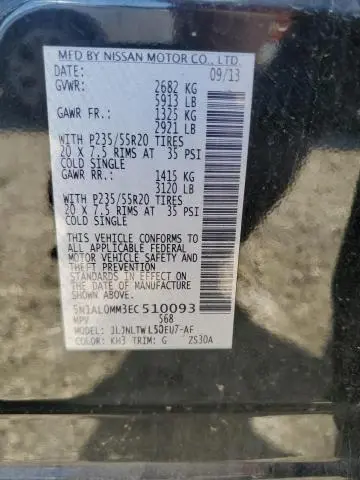 MFD BY NISSAN MOTOR CO., LTD.
DATE: 09/13
GVWR: 2682 KG
5913 LB
GAWR FR.: 1325 KG
2921 LB
WITH P235/55R20 TIRES
20 X 7.5 RIMS AT 35 PSI
COLD SINGLE
GAWR RR.: 1415 KG
3120 LB
WITH P235/55R20 TIRES
20 X 7.5 RIMS AT 35 PSI
COLD SINGLE
THIS VEHICLE CONFORMS TO
ALL APPLICABLE FEDERAL
MOTOR VEHICLE SAFETY AND
THEFT PREVENTION
STANDARDS IN EFFECT ON
THE DATE OF MANUFACTURE
SHOWN ABOVE.
5N1AL0MM3EC510093
MPV 568
MODEL: JLJNLTWL50EU7-AF
COLOR: KH3 TRIM: G ZS30A